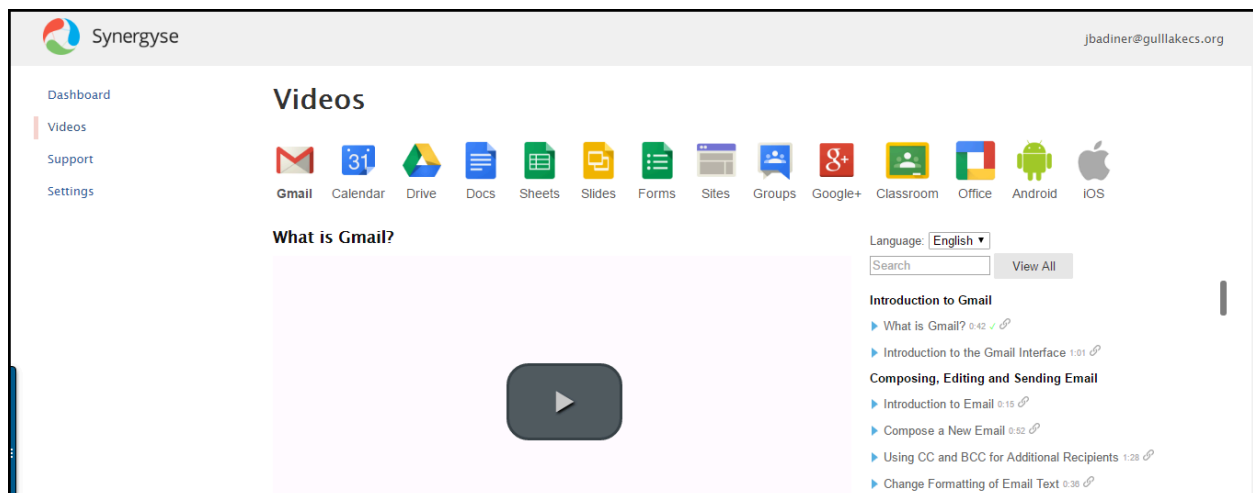 Synergyse
jbadiner@gulllakecs.org
Dashboard
Videos
Support
Settings
Videos
31
8+
Gmail Calendar Drive Docs Sheets Slides Forms Sites Groups Google+ Classroom Office Android iOS
What is Gmail?
Language: English
Search View All
Introduction to Gmail
What is Gmail? 0:42
Introduction to the Gmail Interface 1:01
Composing, Editing and Sending Email
Introduction to Email 0:15
Compose a New Email 0:52
Using CC and BCC for Additional Recipients 1:28
Change Formatting of Email Text 0:36